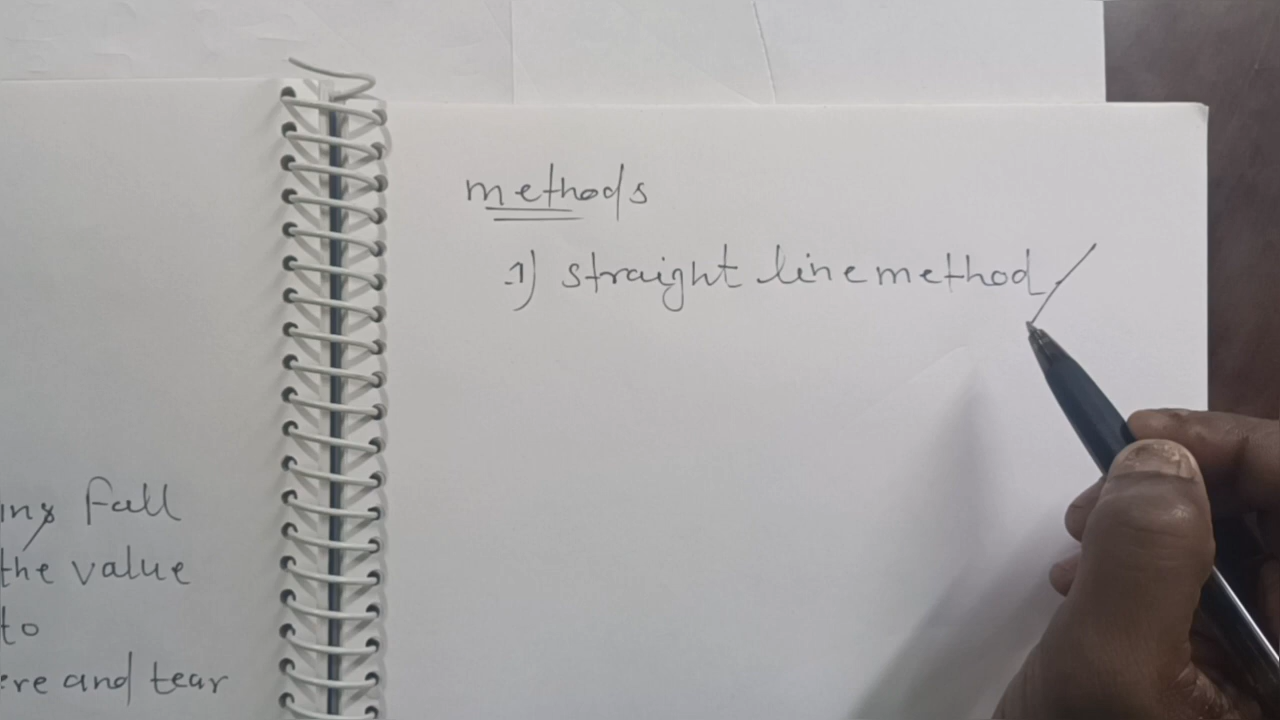 ing fall
the value
to
ere and tear
methods
1) straight line method /